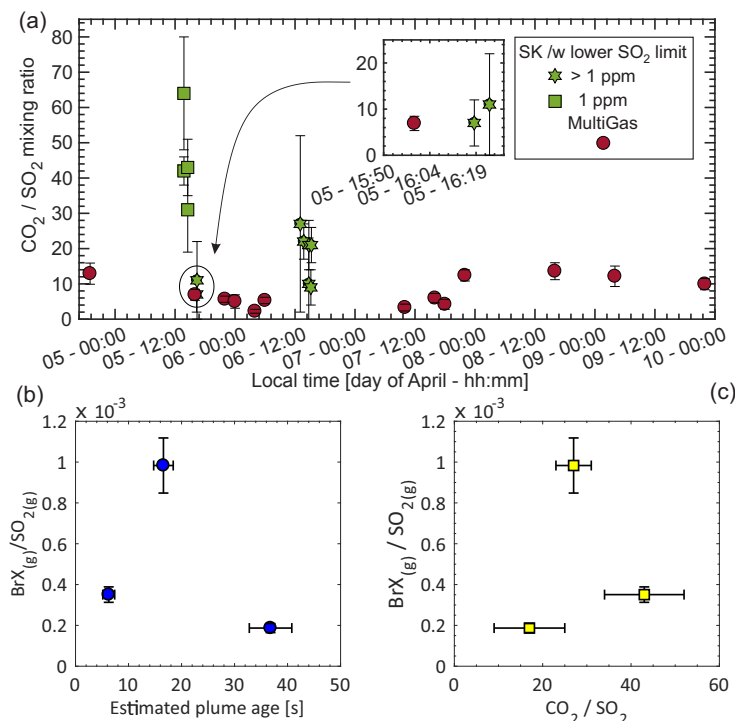 (a)
80
70
60
50
40
30
20
10
0
CO2 / SO2 mixing ratio
20
10
0
05 - 15:50
05 - 16:04
05 - 16:19
SK /w lower SO2 limit
> 1 ppm
1 ppm
MultiGas
05 - 00:00
05 - 12:00
06 - 00:00
06 - 12:00
07 - 00:00
07 - 12:00
08 - 00:00
08 - 12:00
09 - 00:00
09 - 12:00
10 - 00:00
Local time [day of April - hh:mm]
(b)
× 10-3
1.2
1
0.8
0.6
0.4
0.2
0
BrX(g)/SO2(g)
0 10 20 30 40 50
Estimated plume age [s]
(c)
× 10-3
1.2
1
0.8
0.6
0.4
0.2
0
BrX(g) / SO2(g)
0 20 40 60
CO2 / SO2